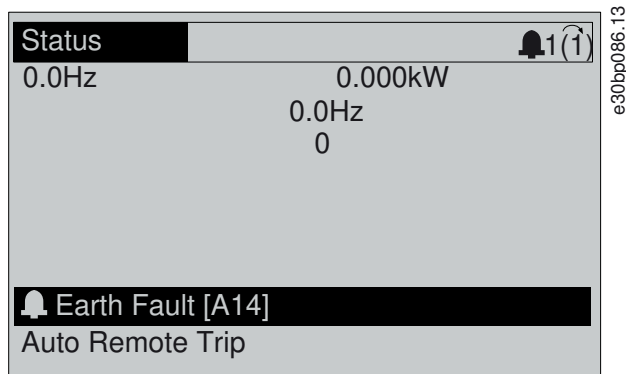 Status 1(1)
0.0Hz 0.000kW
0.0Hz
0
Earth Fault [A14]
Auto Remote Trip
e30bp086.13